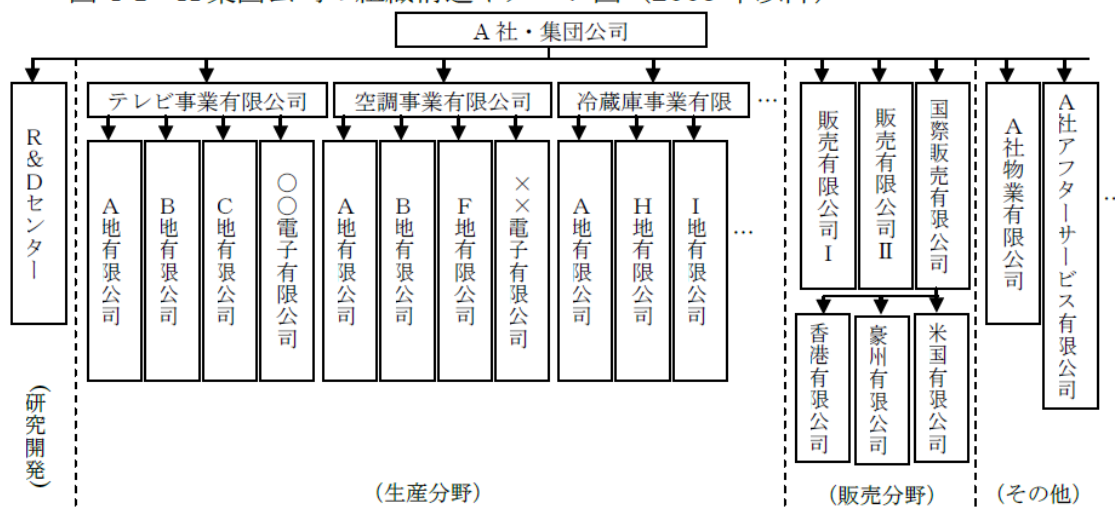 A 社・集団公司
テレビ事業有限公司
空調事業有限公司
冷蔵庫事業有限
…
R&Dセンター
A地有限公司
B地有限公司
C地有限公司
○○電子有限公司
A地有限公司
B地有限公司
F地有限公司
××電子有限公司
A地有限公司
H地有限公司
I地有限公司
…
販売有限公司Ⅰ
販売有限公司Ⅱ
国際販売有限公司
香港有限公司
豪州有限公司
米国有限公司
A社物業有限公司
A社アフターサービス有限公司
…
(研究開発)
(生産分野)
(販売分野)
(その他)